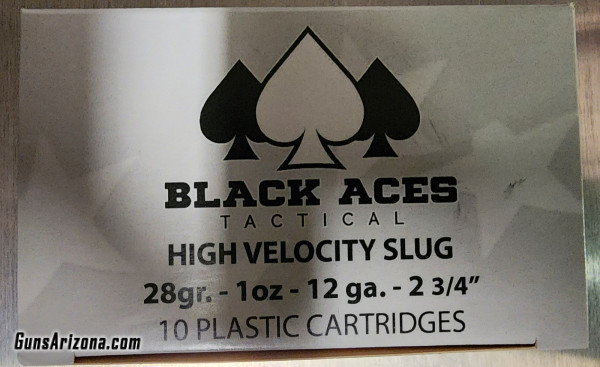 BLACK ACES
TACTICAL
HIGH VELOCITY SLUG
28gr. - 1oz - 12 ga. - 2 3/4”
10 PLASTIC CARTRIDGES
GunsArizona.com